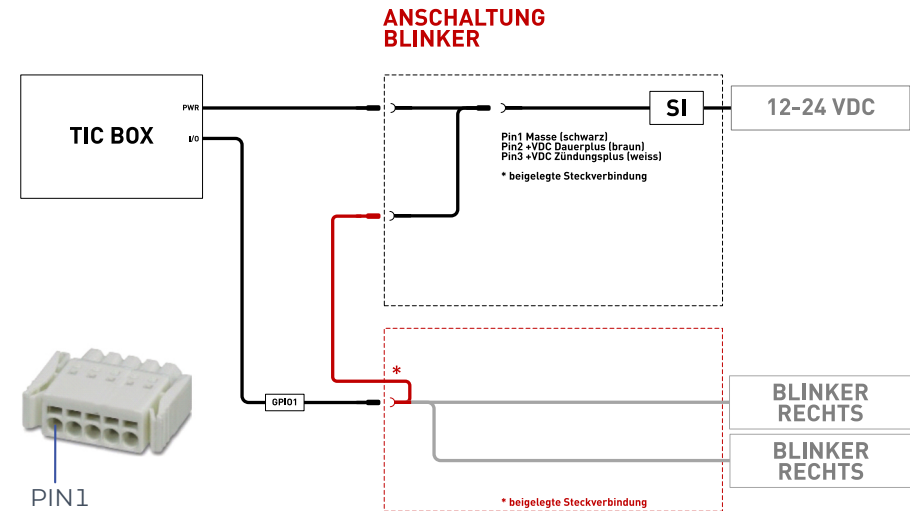 ANSCHALTUNG
BLINKER
PWR
TIC BOX
I/O
SI
12-24 VDC
Pin1 Masse (schwarz)
Pin2 +VDC Dauerplus (braun)
Pin3 +VDC Zündungsplus (weiss)
* beigelegte Steckverbindung
*
GPIO1
BLINKER
RECHTS
BLINKER
RECHTS
PIN1
* beigelegte Steckverbindung